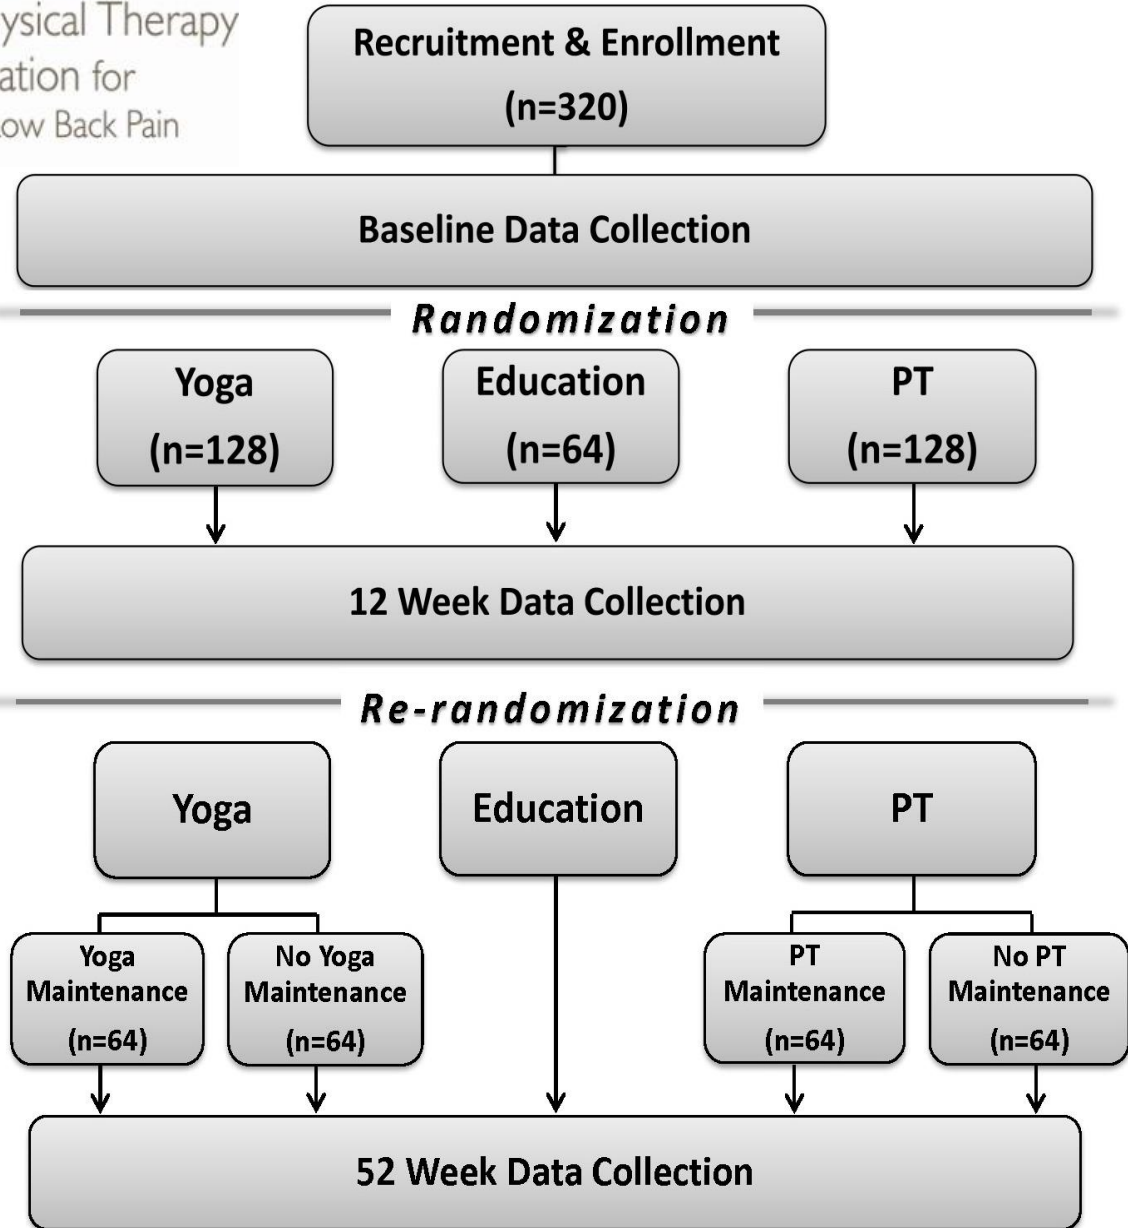 ysical Therapy
ation for
ow Back Pain
Recruitment & Enrollment
(n=320)
Baseline Data Collection
Randomization
Yoga
(n=128)
Education
(n=64)
PT
(n=128)
12 Week Data Collection
Re-randomization
Yoga
Education
PT
Yoga
Maintenance
(n=64)
No Yoga
Maintenance
(n=64)
PT
Maintenance
(n=64)
No PT
Maintenance
(n=64)
52 Week Data Collection